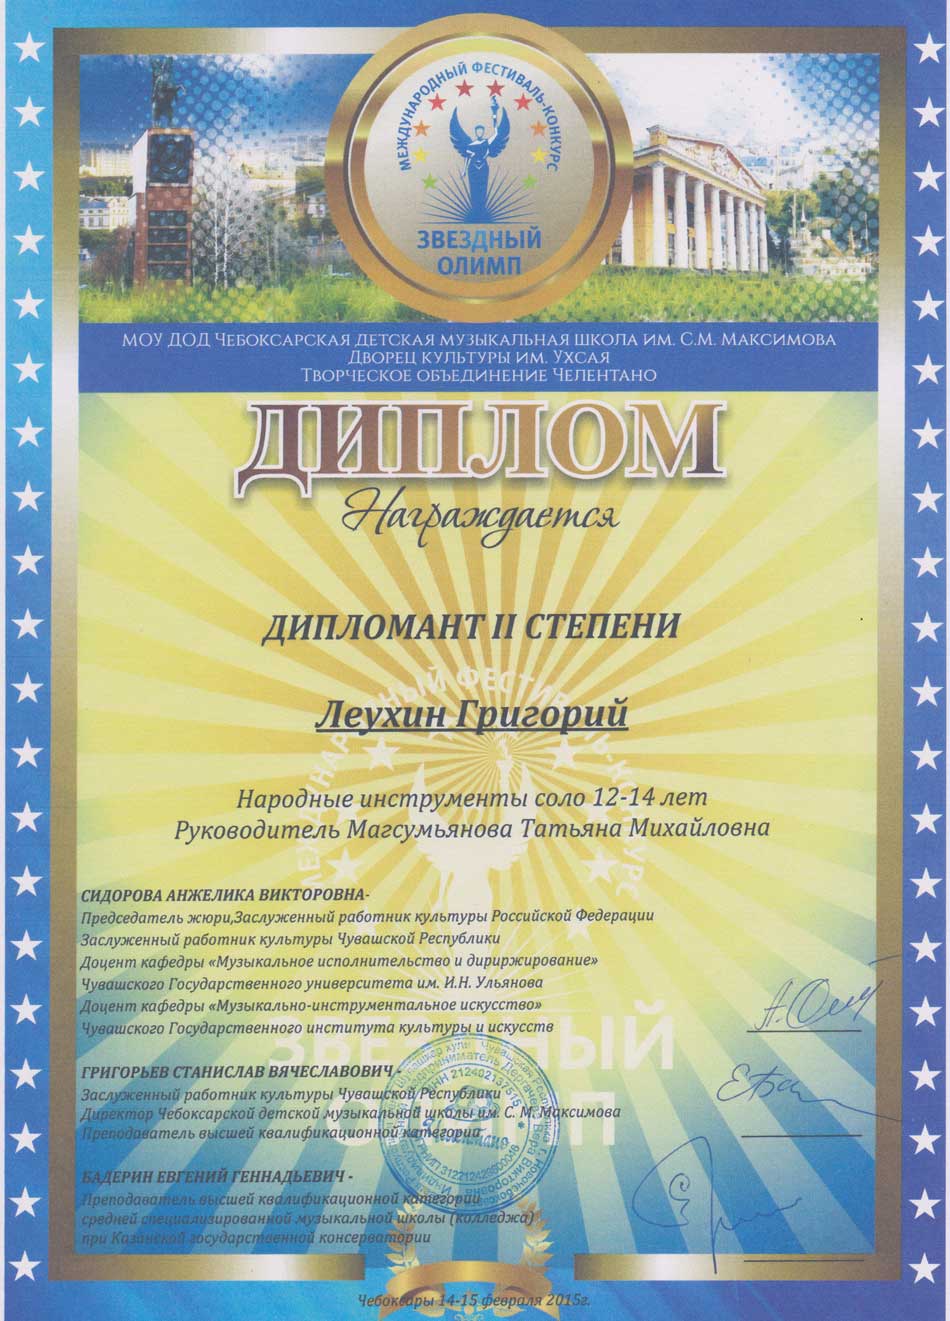 МЕЖДУНАРОДНЫЙ ФЕСТИВАЛЬ-КОНКУРС
ЗВЕЗДНЫЙ
ОЛИМП
МОУ ДОД Чебоксарская детская музыкальная школа им. С.М. Максимова
Дворец культуры им. Ухсая
Творческое объединение Челентано
ДИПЛОМ
Награждается
ДИПЛОМАНТ II СТЕПЕНИ
Леухин Григорий
Народные инструменты соло 12-14 лет
Руководитель Магсумьянова Татьяна Михайловна
СИДОРОВА АНЖЕЛИКА ВИКТОРОВНА-
Председатель жюри,Заслуженный работник культуры Российской Федерации
Заслуженный работник культуры Чувашской Республики
Доцент кафедры «Музыкальное исполнительство и дириржирование»
Чувашского Государственного университета им. И.Н. Ульянова
Доцент кафедры «Музыкально-инструментальное искусство»
Чувашского Государственного института культуры и искусств
ГРИГОРЬЕВ СТАНИСЛАВ ВЯЧЕСЛАВОВИЧ -
Заслуженный работник культуры Чувашской Республики
Директор Чебоксарской детской музыкальной школы им. С. М. Максимова
Преподаватель высшей квалификационной категориа
БАДЕРИН ЕВГЕНИЙ ГЕННАДЬЕВИЧ -
Преподаватель высшей квалификационной категории
средней специализированной музыкальной школы (колледжа)
при Казанской государственной консерватории
Чебоксары 14-15 февраля 2015г.